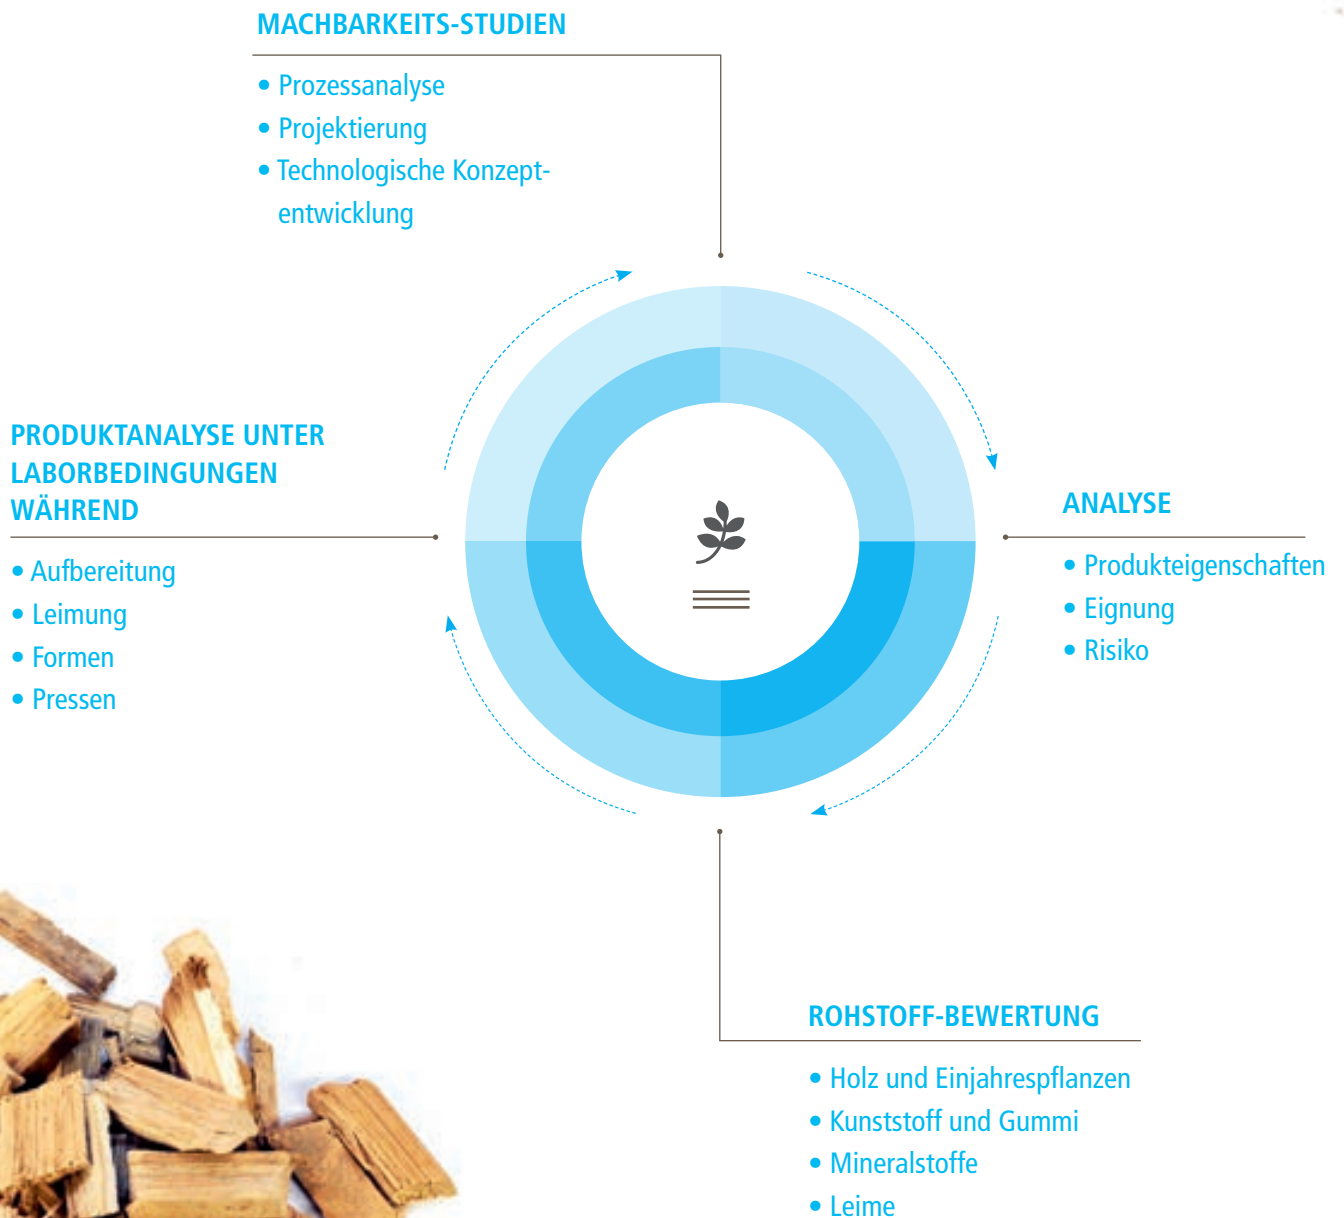 MACHBARKEITS-STUDIEN
• Prozessanalyse
• Projektierung
• Technologische Konzept-
entwicklung
PRODUKTANALYSE UNTER
LABORBEDINGUNGEN
WÄHREND
• Aufbereitung
• Leimung
• Formen
• Pressen
ANALYSE
• Produkteigenschaften
• Eignung
• Risiko
ROHSTOFF-BEWERTUNG
• Holz und Einjahrespflanzen
• Kunststoff und Gummi
• Mineralstoffe
• Leime